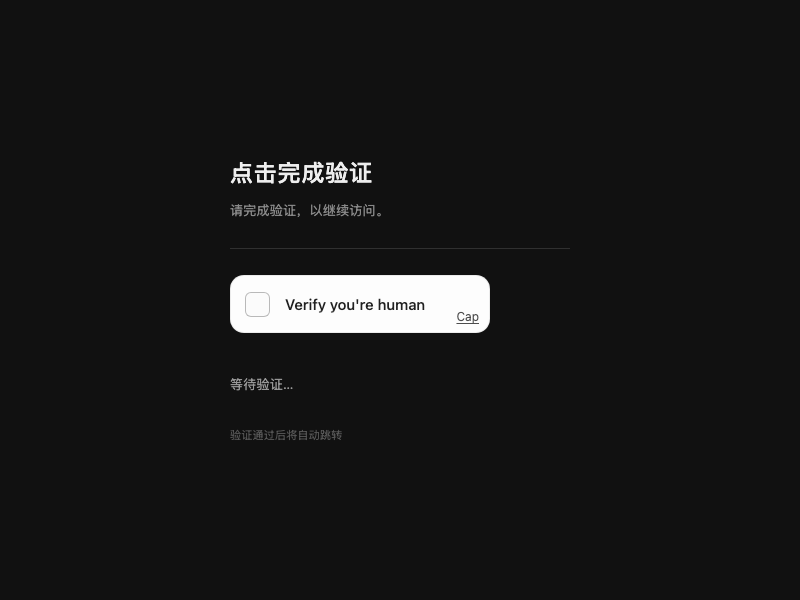 点击完成验证
请完成验证，以继续访问。
Verify you're human
Cap
等待验证...
验证通过后将自动跳转